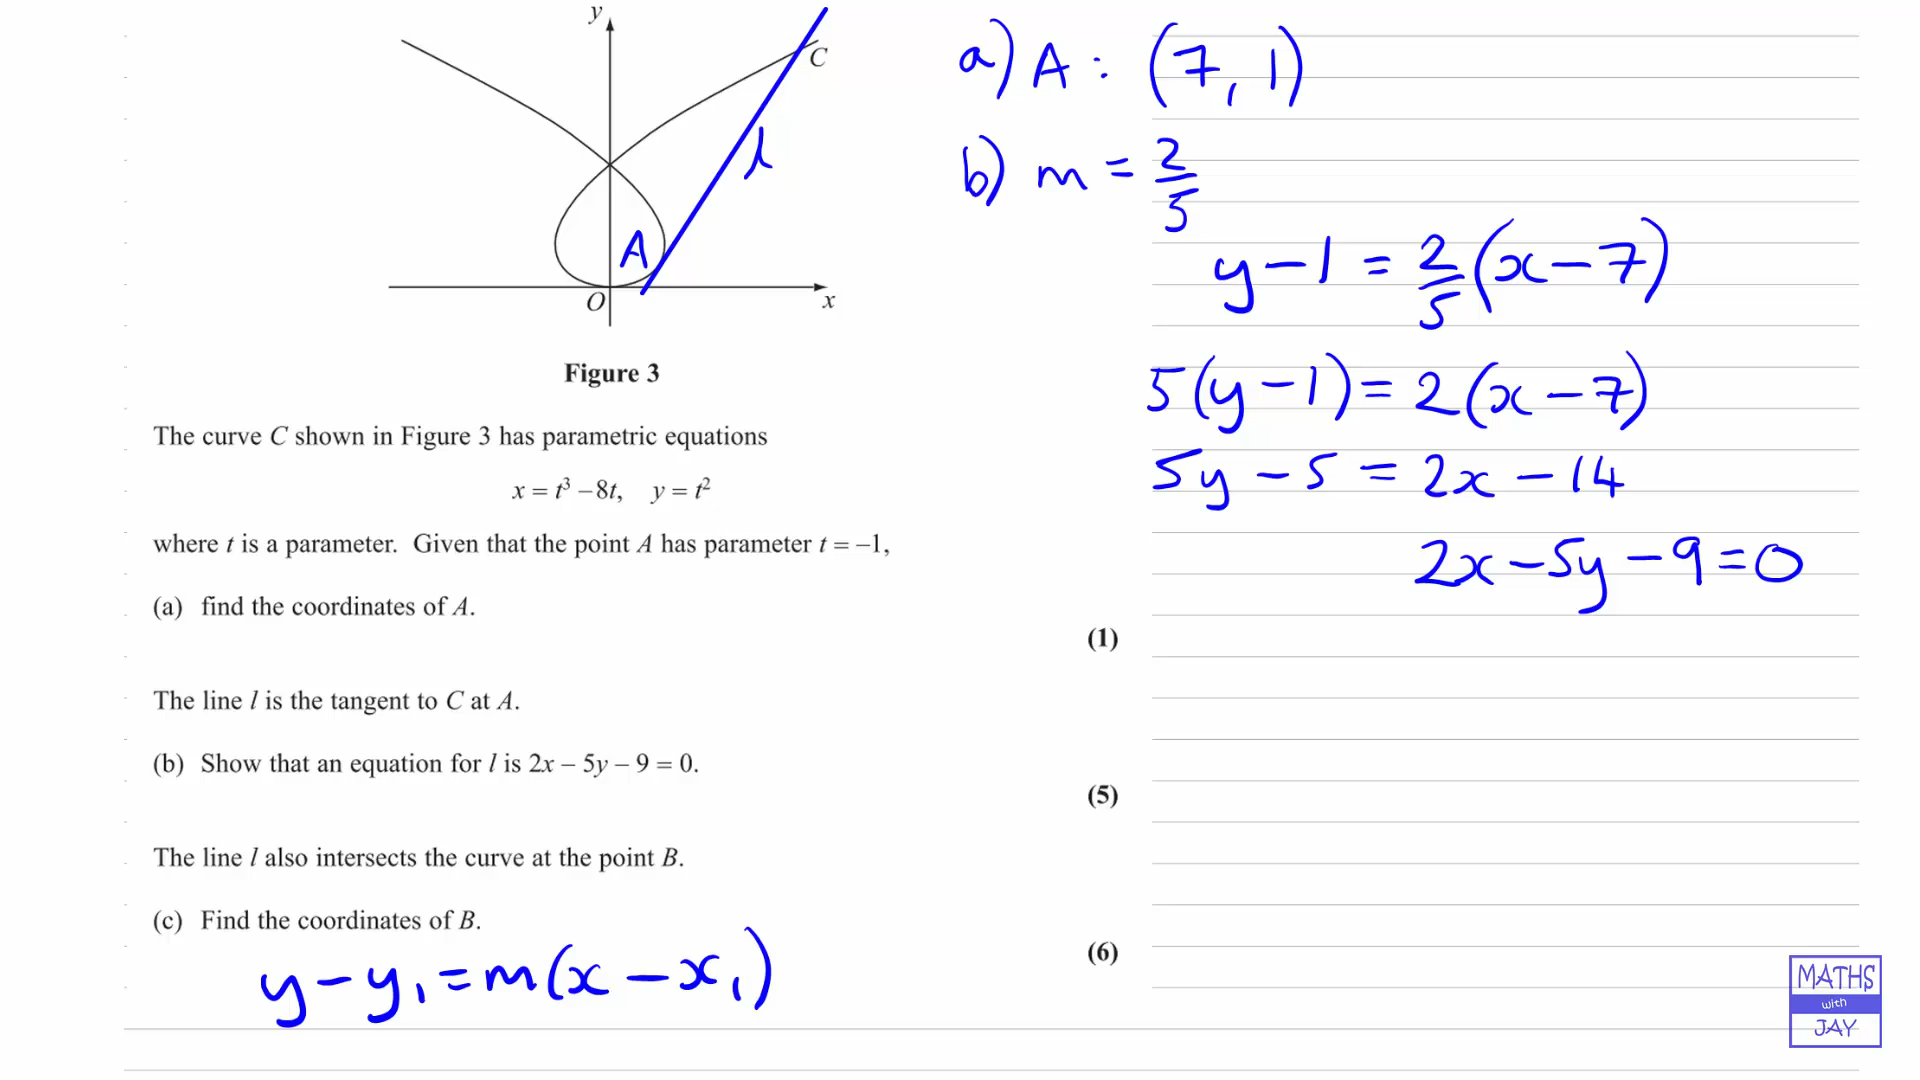 y
C
l
A
O
x
Figure 3
The curve C shown in Figure 3 has parametric equations
x = t³ – 8t, y = t²
where t is a parameter. Given that the point A has parameter t = –1,
(a) find the coordinates of A.
(1)
The line l is the tangent to C at A.
(b) Show that an equation for l is 2x – 5y – 9 = 0.
(5)
The line l also intersects the curve at the point B.
(c) Find the coordinates of B.
(6)
y – y₁ = m(x – x₁)
a) A : (7, 1)
b) m = 2/5
y – 1 = 2/5 (x – 7)
5(y – 1) = 2(x – 7)
5y – 5 = 2x – 14
2x – 5y – 9 = 0
MATHS
with
JAY